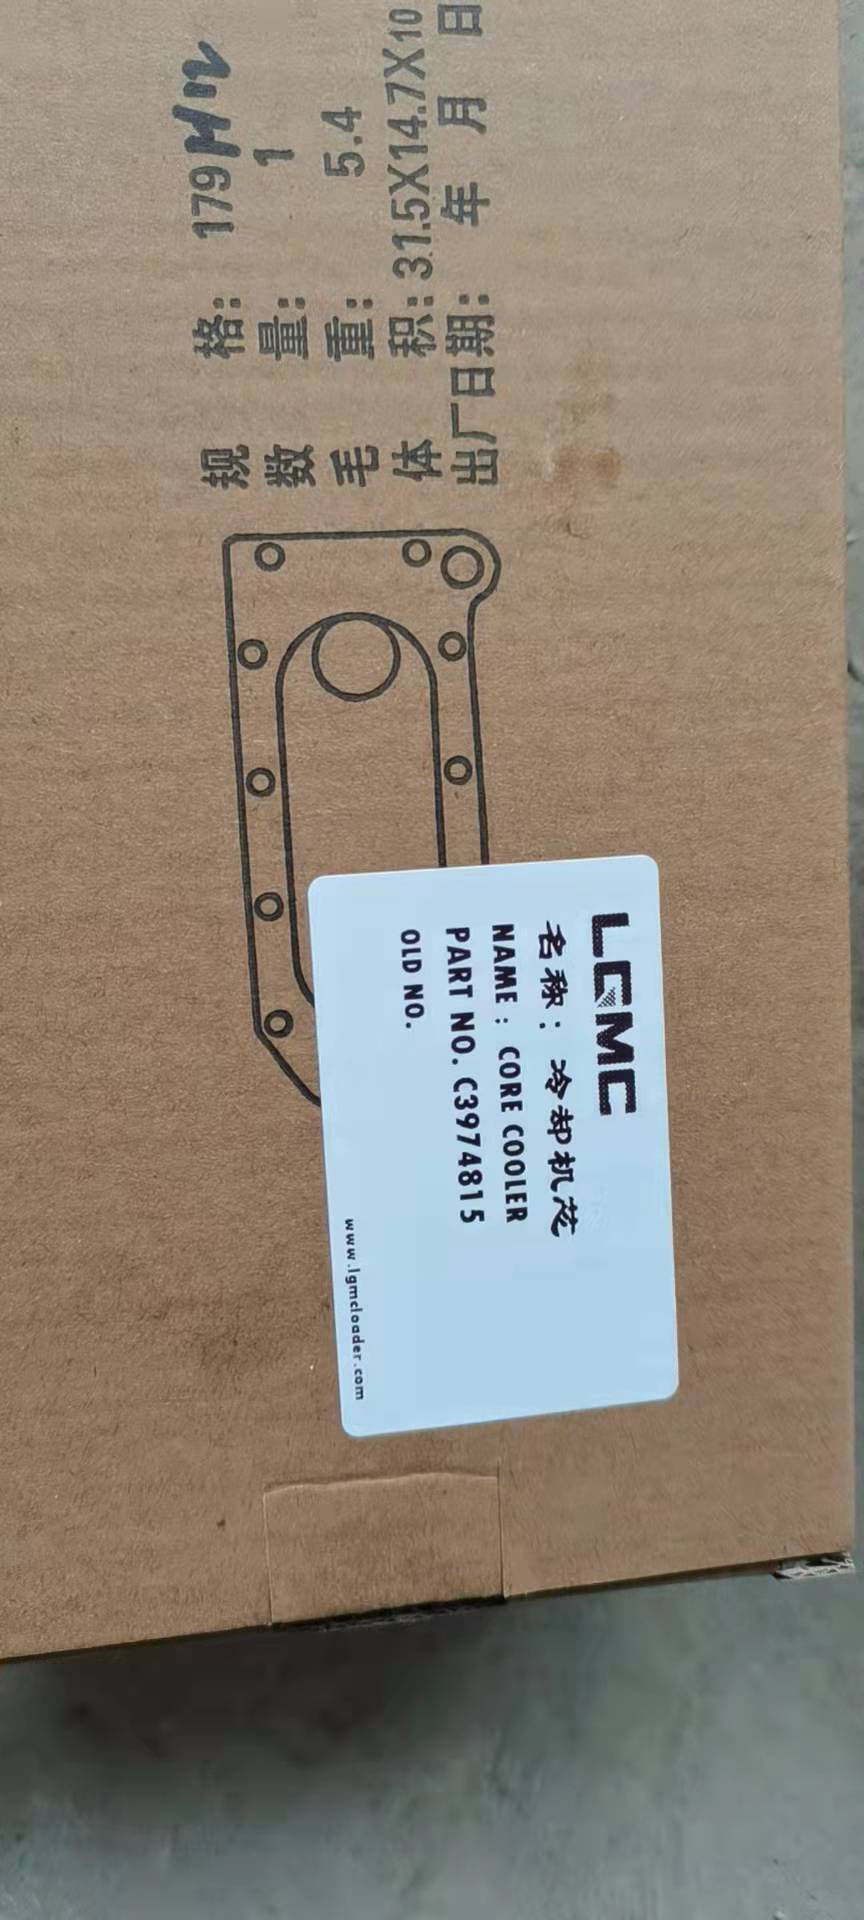 规 格: 179
数 量: 1
毛 重: 5.4
体 积: 31.5X14.7X10
出厂日期: 年 月 日
LGMC
名称: 冷却机芯
NAME: CORE COOLER
PART NO. C3974815
OLD NO.
www.lgmcloader.com